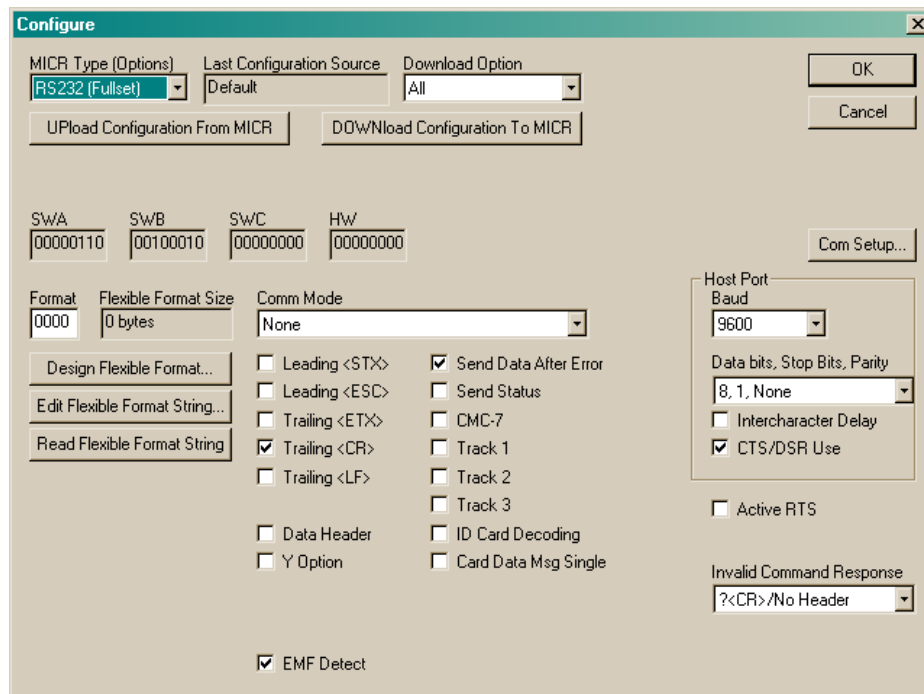 Configure
MICR Type (Options) Last Configuration Source Download Option
RS232 (Fullset) Default All OK
UPload Configuration From MICR DOWNload Configuration To MICR Cancel
SWA SWB SWC HW
00000110 00100010 00000000 00000000 Com Setup...
Format Flexible Format Size Comm Mode Host Port
Baud
0000 0 bytes None 9600
Design Flexible Format... Leading <STX> Send Data After Error Data bits, Stop Bits, Parity
Edit Flexible Format String... Leading <ESC> Send Status 8, 1, None
Read Flexible Format String Trailing <ETX> CMC-7 Intercharacter Delay
Trailing <CR> Track 1 CTS/DSR Use
Trailing <LF> Track 2
Track 3 Active RTS
Data Header ID Card Decoding
Y Option Card Data Msg Single Invalid Command Response
?<CR>/No Header
EMF Detect